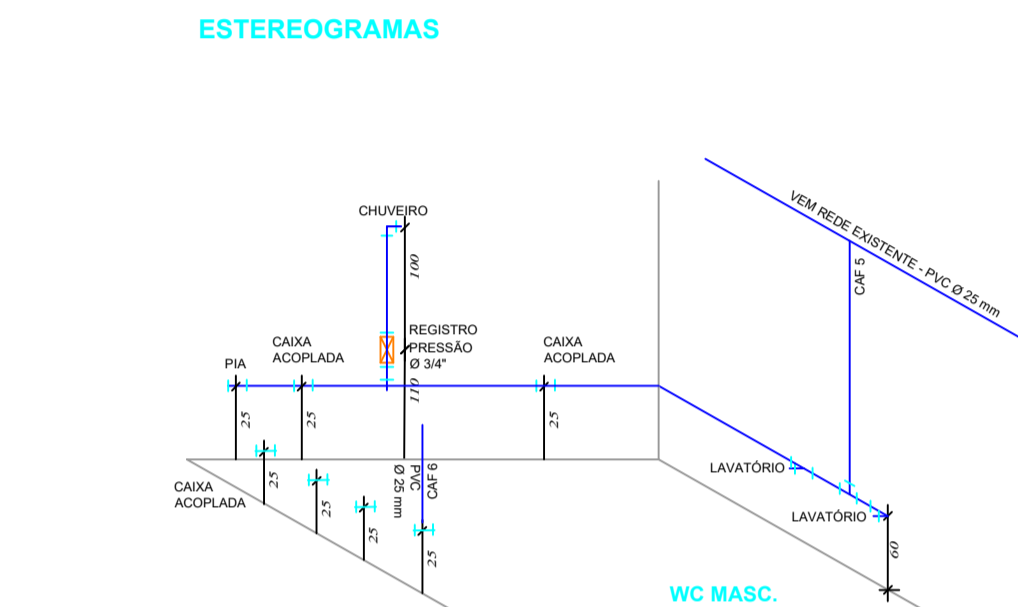 ESTEREOGRAMAS
VEM REDE EXISTENTE - PVC Ø 25 mm
CHUVEIRO
CAF 5
100
REGISTRO
PRESSÃO
Ø 3/4"
CAIXA
ACOPLADA
CAIXA
ACOPLADA
PIA
110
25
25
25
LAVATÓRIO
CAF 9
PVC
Ø 25 mm
CAIXA
ACOPLADA
25
25
LAVATÓRIO
25
25
60
WC MASC.